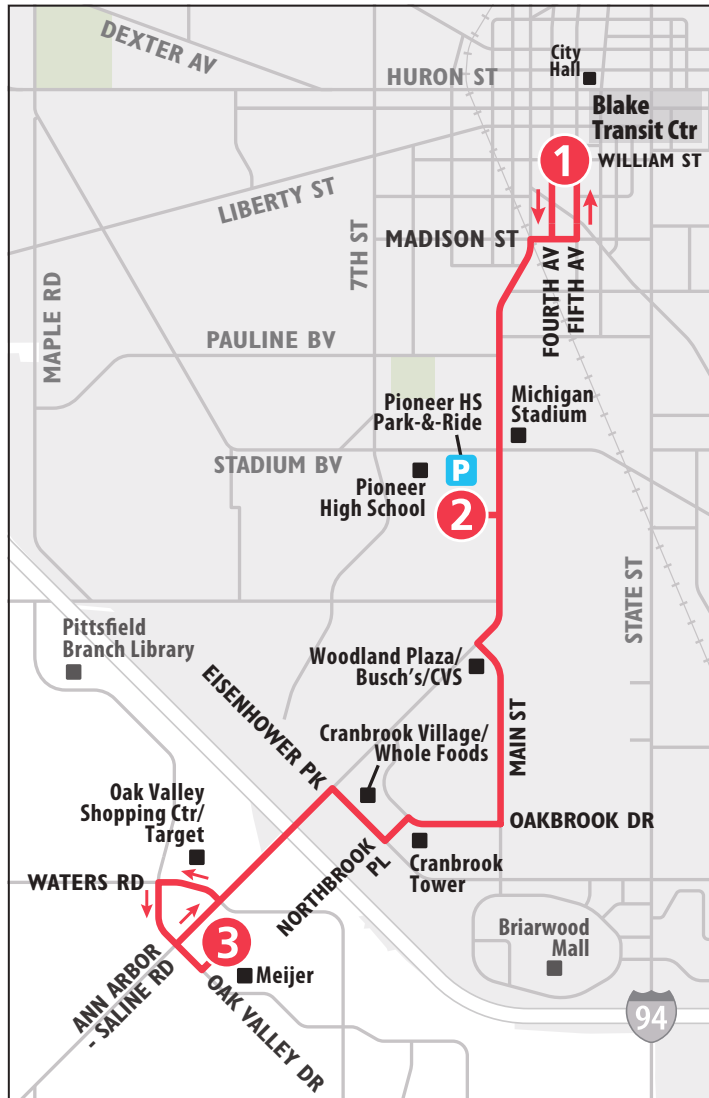 DEXTER AV
City
Hall
HURON ST
Blake
Transit Ctr
1
WILLIAM ST
LIBERTY ST
MADISON ST
7TH ST
FOURTH AV
FIFTH AV
MAPLE RD
PAULINE BV
Pioneer HS
Park-&-Ride
Michigan
Stadium
STADIUM BV
P
Pioneer
High School
2
STATE ST
Pittsfield
Branch Library
Woodland Plaza/
Busch's/CVS
EISENHOWER PK
MAIN ST
Cranbrook Village/
Whole Foods
Oak Valley
Shopping Ctr/
Target
OAKBROOK DR
NORTHBROOK
PL
Cranbrook
Tower
WATERS RD
Briarwood
Mall
3
Meijer
ANN ARBOR
- SALINE RD
OAK VALLEY DR
94